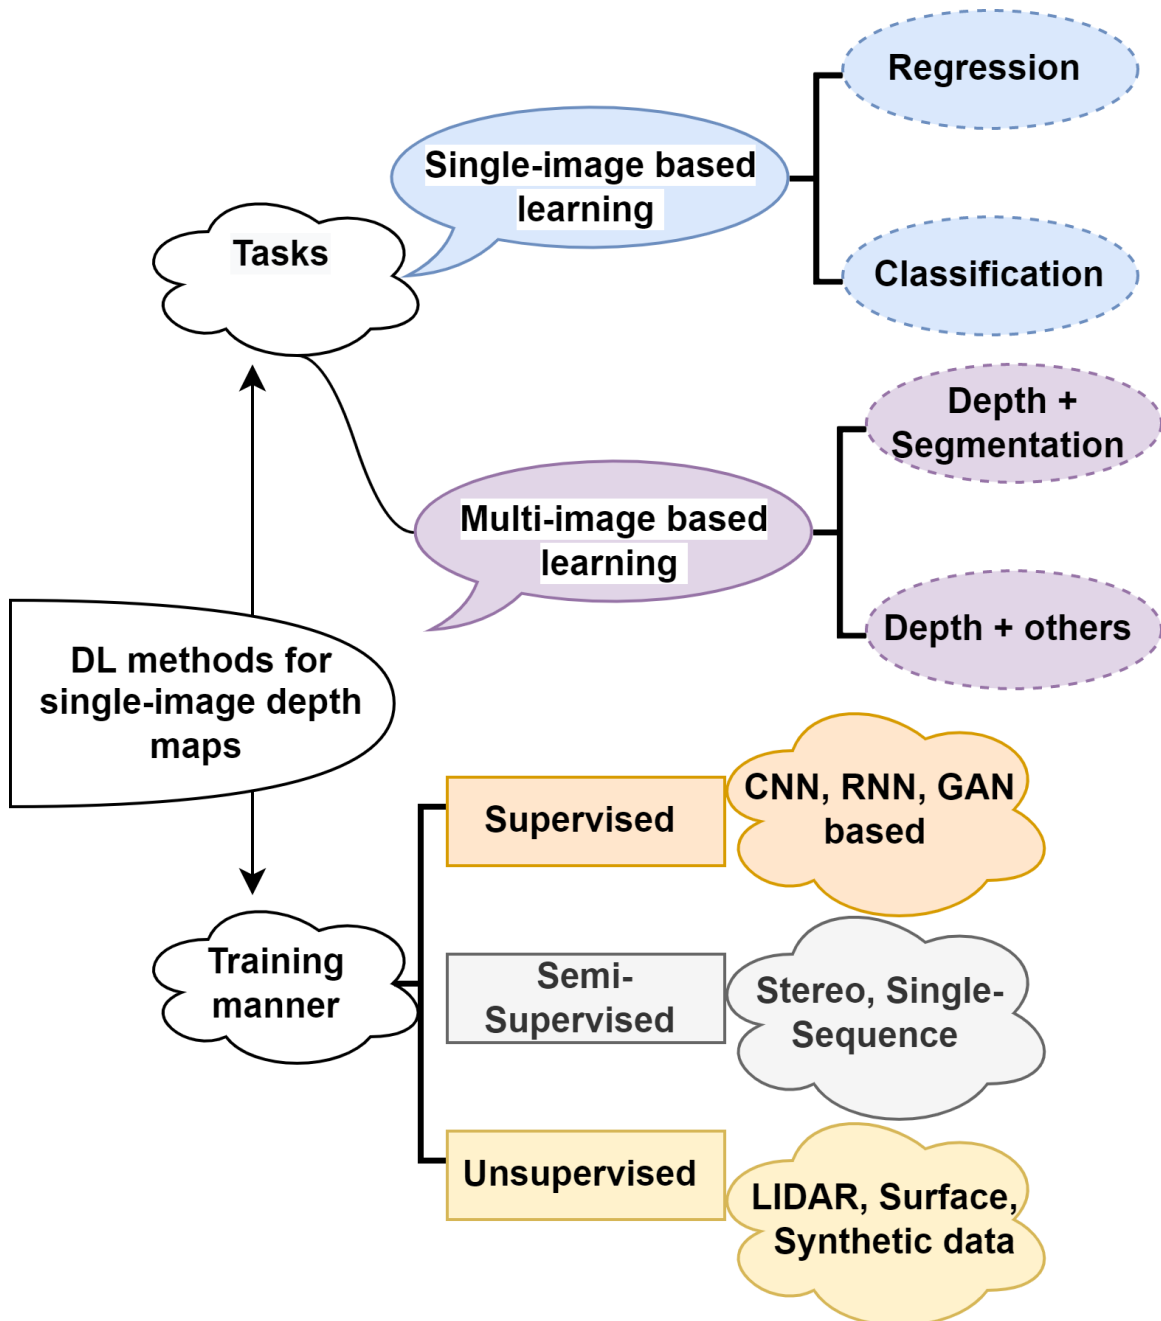 Regression
Single-image based
learning
Tasks
Classification
Depth +
Segmentation
Multi-image based
learning
Depth + others
DL methods for
single-image depth
maps
CNN, RNN, GAN
based
Supervised
Training
manner
Semi-
Supervised
Stereo, Single-
Sequence
Unsupervised
LIDAR, Surface,
Synthetic data